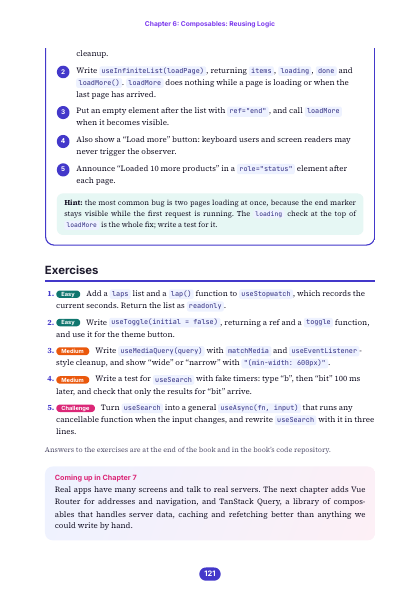 Chapter 6: Composables: Reusing Logic
cleanup.
2 Write useInfiniteList(loadPage), returning items, loading, done and
loadMore(). loadMore does nothing while a page is loading or when the
last page has arrived.
3 Put an empty element after the list with ref="end", and call loadMore
when it becomes visible.
4 Also show a “Load more” button: keyboard users and screen readers may
never trigger the observer.
5 Announce “Loaded 10 more products” in a role="status" element after
each page.
Hint: the most common bug is two pages loading at once, because the end marker
stays visible while the first request is running. The loading check at the top of
loadMore is the whole fix; write a test for it.
Exercises
1. Easy Add a laps list and a lap() function to useStopwatch, which records the
current seconds. Return the list as readonly.
2. Easy Write useToggle(initial = false), returning a ref and a toggle function,
and use it for the theme button.
3. Medium Write useMediaQuery(query) with matchMedia and useEventListener-
style cleanup, and show “wide” or “narrow” with "(min-width: 600px)".
4. Medium Write a test for useSearch with fake timers: type “b”, then “bit” 100 ms
later, and check that only the results for “bit” arrive.
5. Challenge Turn useSearch into a general useAsync(fn, input) that runs any
cancellable function when the input changes, and rewrite useSearch with it in three
lines.
Answers to the exercises are at the end of the book and in the book’s code repository.
Coming up in Chapter 7
Real apps have many screens and talk to real servers. The next chapter adds Vue
Router for addresses and navigation, and TanStack Query, a library of compos-
ables that handles server data, caching and refetching better than anything we
could write by hand.
121